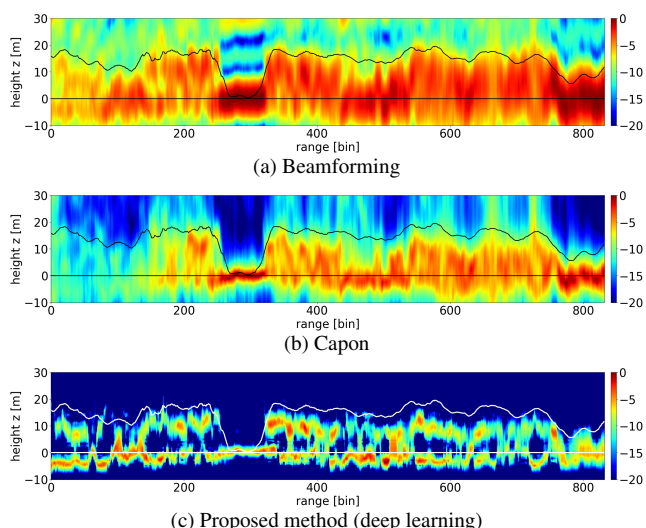 30
20
10
0
−10
height z [m]
0 200 400 600 800
range [bin]
0
−5
−10
−15
−20
(a) Beamforming
30
20
10
0
−10
height z [m]
0 200 400 600 800
range [bin]
0
−5
−10
−15
−20
(b) Capon
30
20
10
0
−10
height z [m]
0 200 400 600 800
range [bin]
0
−5
−10
−15
−20
(c) Proposed method (deep learning)